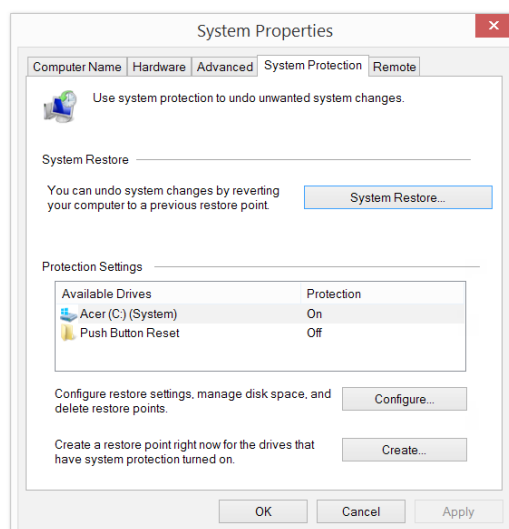 System Properties
Computer Name Hardware Advanced System Protection Remote
Use system protection to undo unwanted system changes.
System Restore
You can undo system changes by reverting
your computer to a previous restore point.
System Restore...
Protection Settings
Available Drives Protection
Acer (C:) (System) On
Push Button Reset Off
Configure restore settings, manage disk space, and
delete restore points.
Configure...
Create a restore point right now for the drives that
have system protection turned on.
Create...
OK Cancel Apply